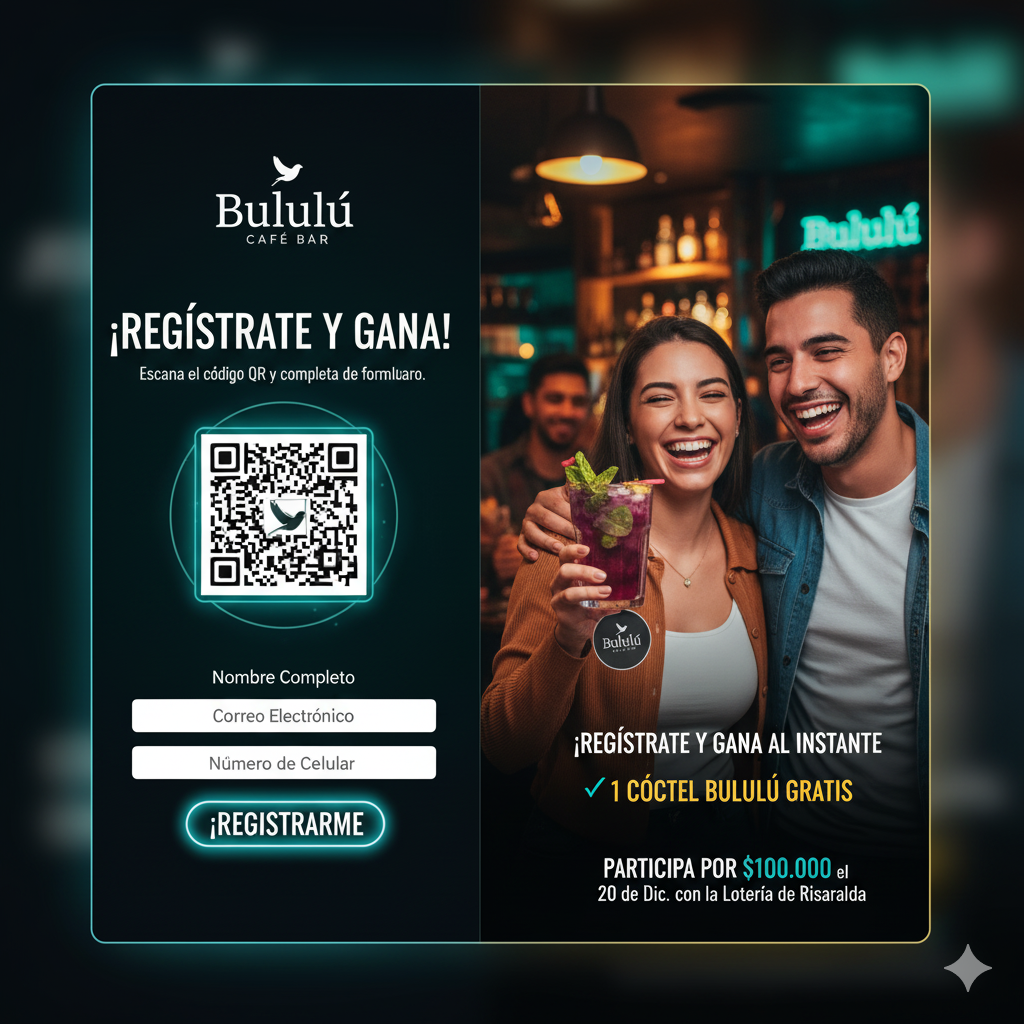 Bululú
CAFÉ BAR
¡REGÍSTRATE Y GANA!
Escana el código QR y completa de formluaro.
Nombre Completo
Correo Electrónico
Número de Celular
¡REGISTRARME
Bululú
Bululú
¡REGÍSTRATE Y GANA AL INSTANTE
✓ 1 CÓCTEL BULULÚ GRATIS
PARTICIPA POR $100.000 el
20 de Dic. con la Lotería de Risaralda